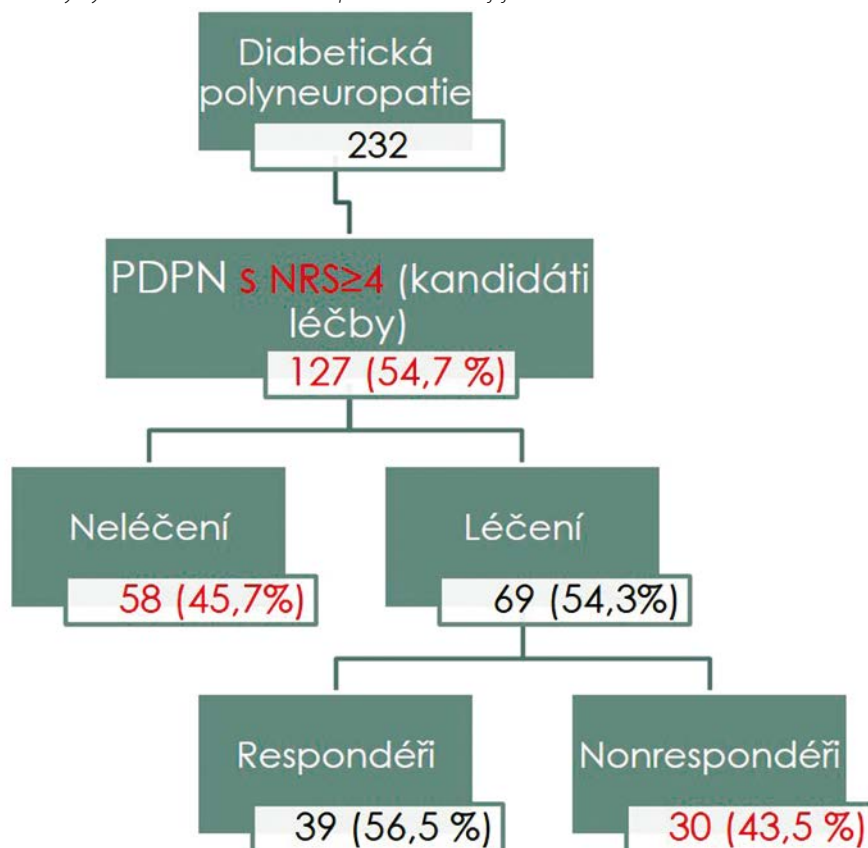 Diabetická
polyneuropatie
232
PDPN s NRS≥4 (kandidáti
léčby)
127 (54,7 %)
Neléčení
Léčení
58 (45,7%)
69 (54,3%)
Respondéři
Nonrespondéři
39 (56,5 %)
30 (43,5 %)